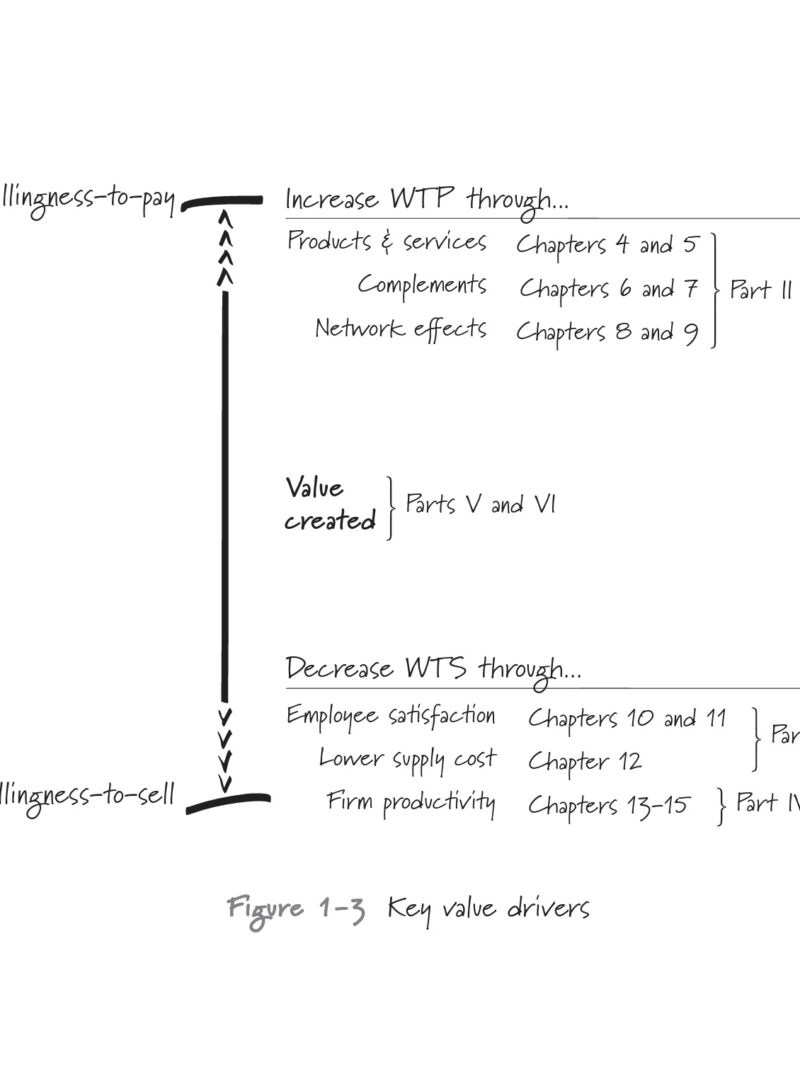 llingness-to-pay
Increase WTP through...
Products & services Chapters 4 and 5
Complements Chapters 6 and 7 } Part II
Network effects Chapters 8 and 9
Value
created } Parts V and VI
Decrease WTS through...
Employee satisfaction Chapters 10 and 11
Lower supply cost Chapter 12
llingness-to-sell
Firm productivity Chapters 13-15 } Part IV
Figure 1-3 Key value drivers